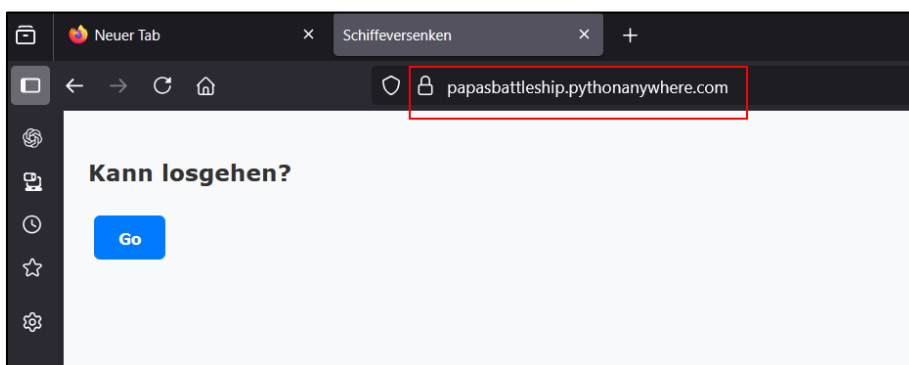 Neuer Tab
Schiffeversenken
papasbattleship.pythonanywhere.com
Kann losgehen?
Go